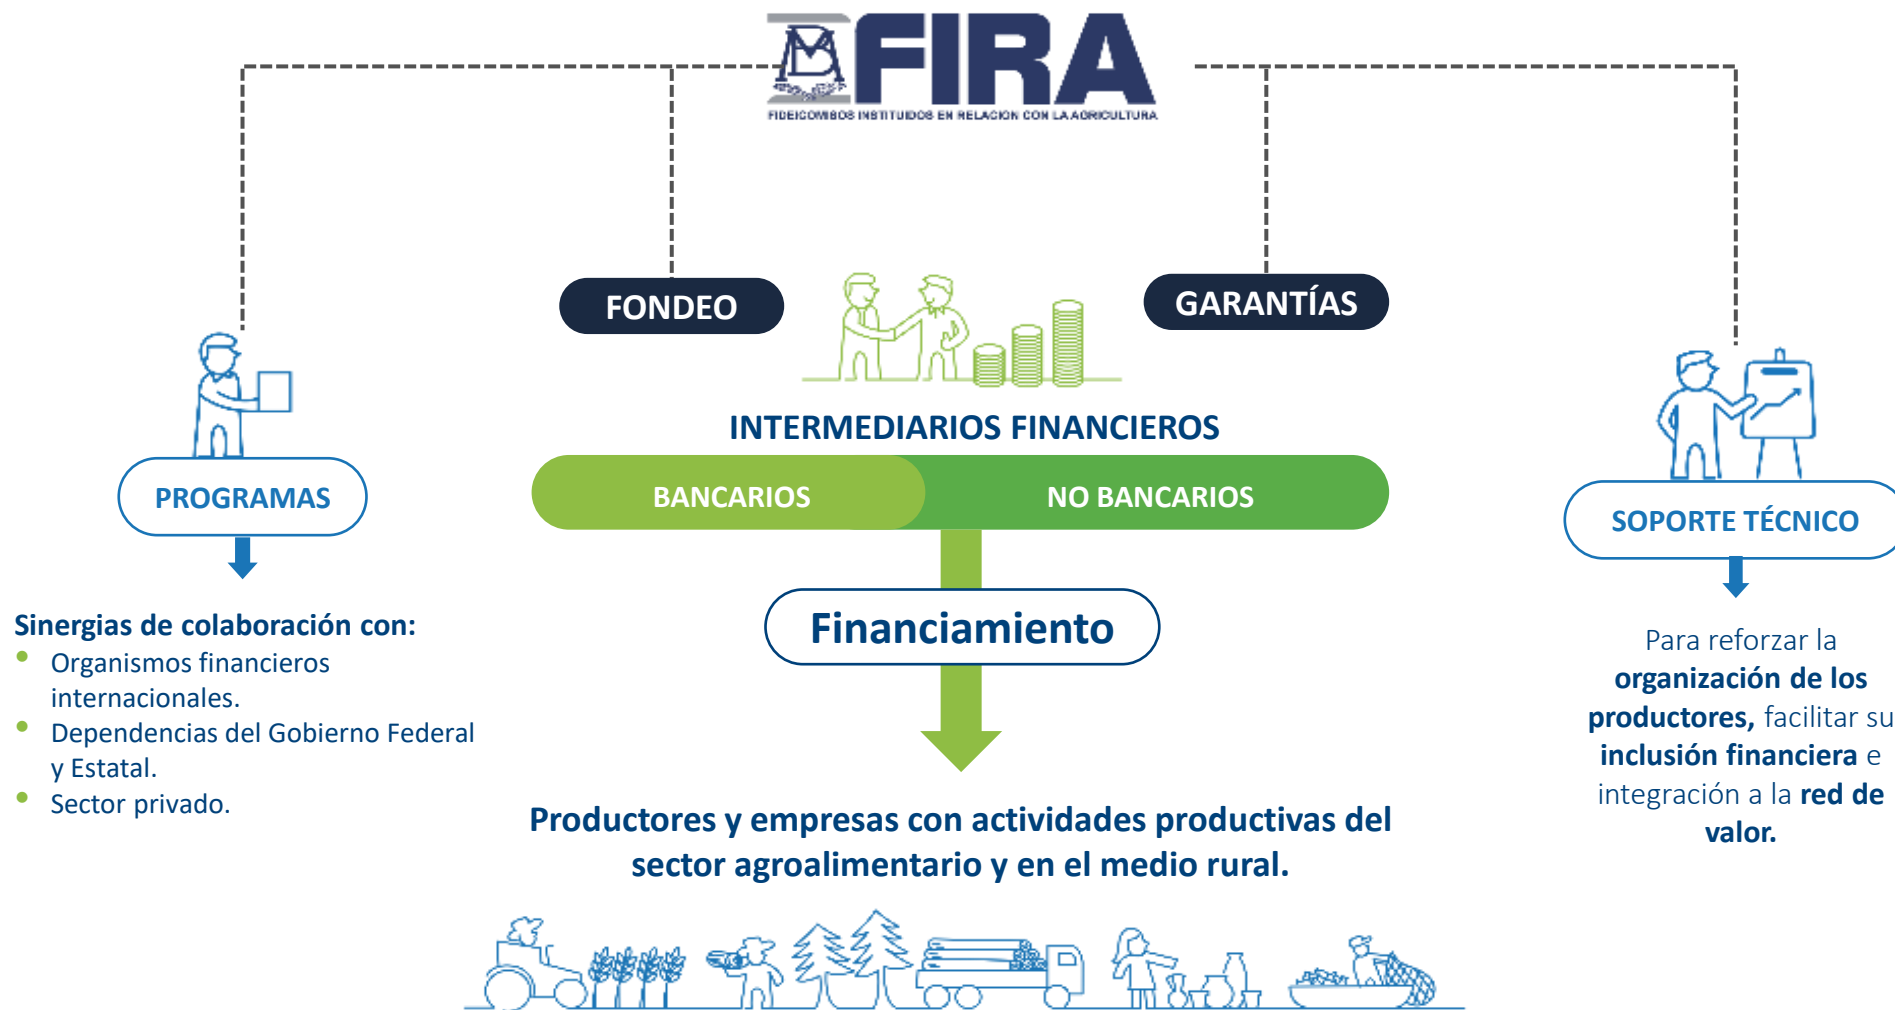 FIRA
FIDEICOMISOS INSTITUIDOS EN RELACION CON LA AGRICULTURA
FONDEO
GARANTÍAS
INTERMEDIARIOS FINANCIEROS
BANCARIOS
NO BANCARIOS
Financiamiento
Productores y empresas con actividades productivas del
sector agroalimentario y en el medio rural.
PROGRAMAS
Sinergias de colaboración con:
• Organismos financieros
internacionales.
• Dependencias del Gobierno Federal
y Estatal.
• Sector privado.
SOPORTE TÉCNICO
Para reforzar la
organización de los
productores, facilitar su
inclusión financiera e
integración a la red de
valor.